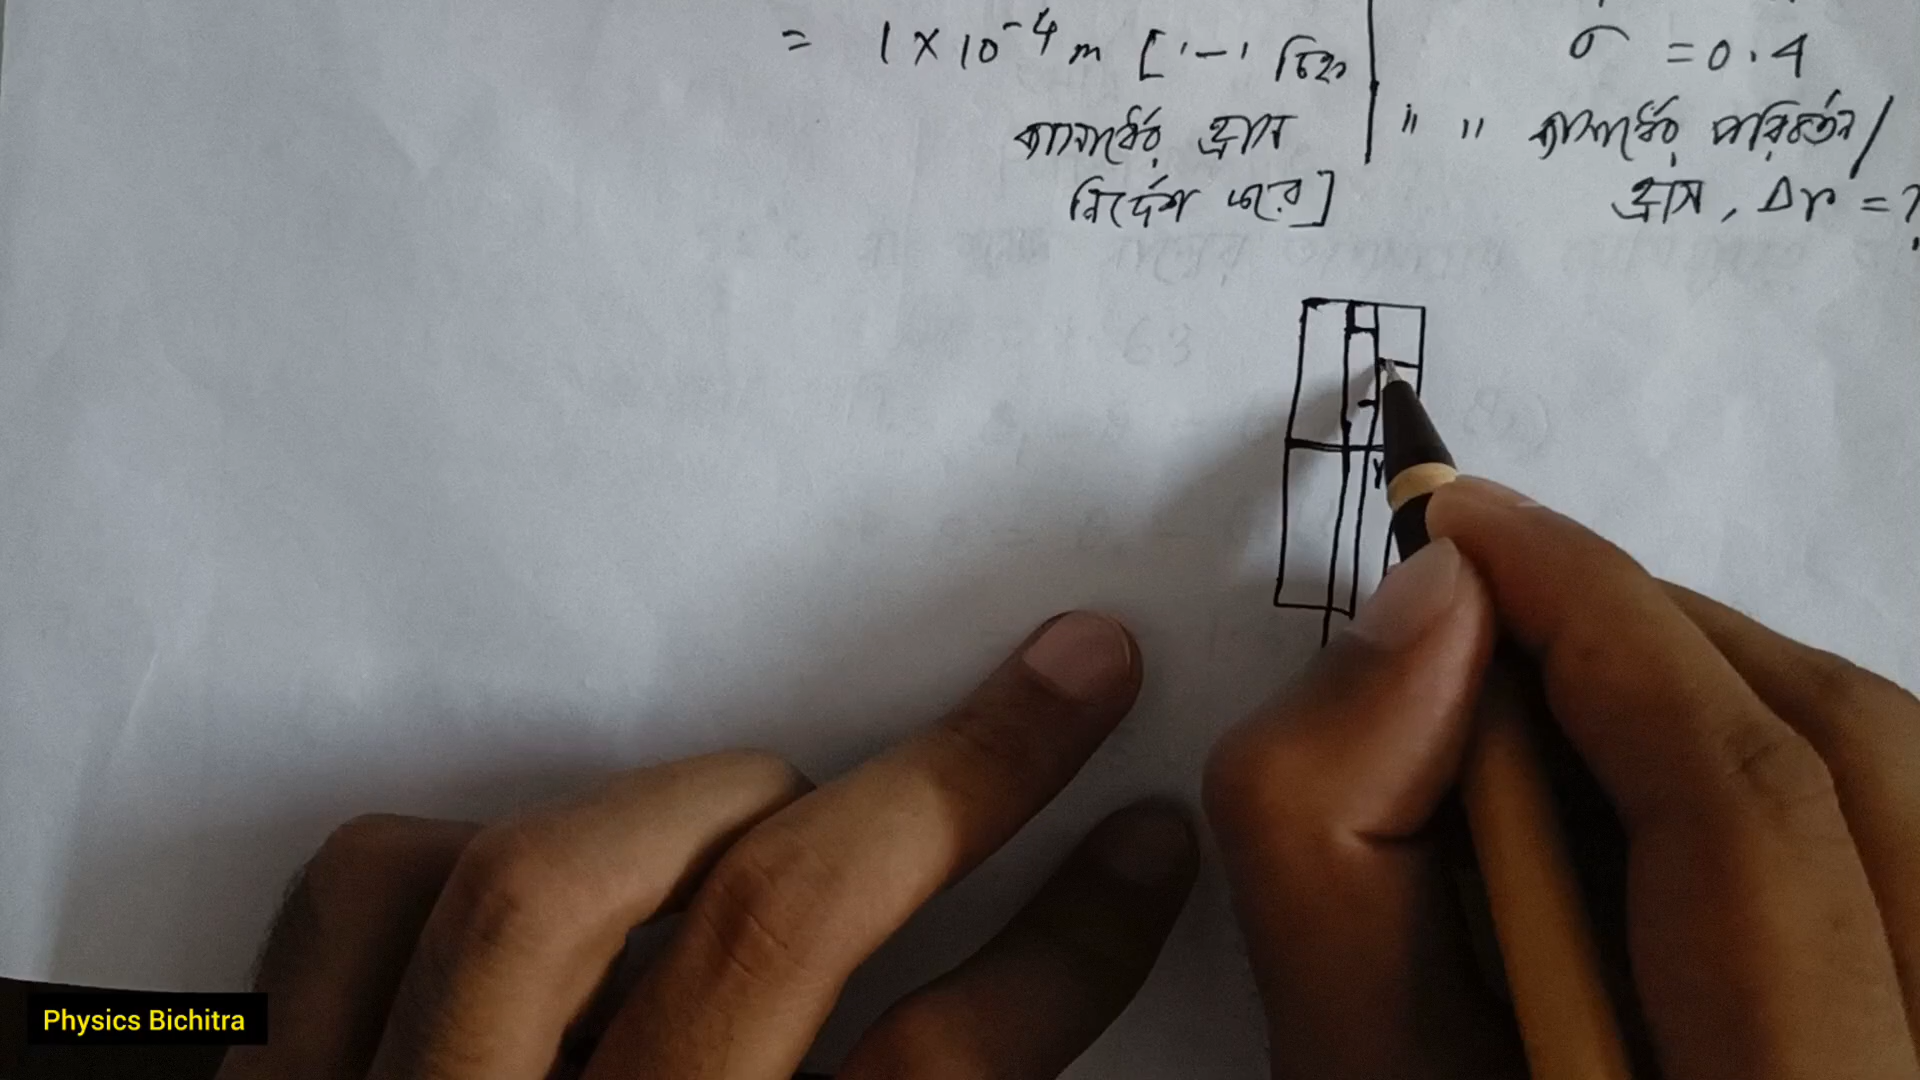 = 1 × 10⁻⁴ m ['-' চিহ্ন
ব্যাসার্ধের হ্রাস
নির্দেশ করে]
σ = 0.4
" " ব্যাসার্ধের পরিবর্তন/
হ্রাস, Δr = ?
Physics Bichitra